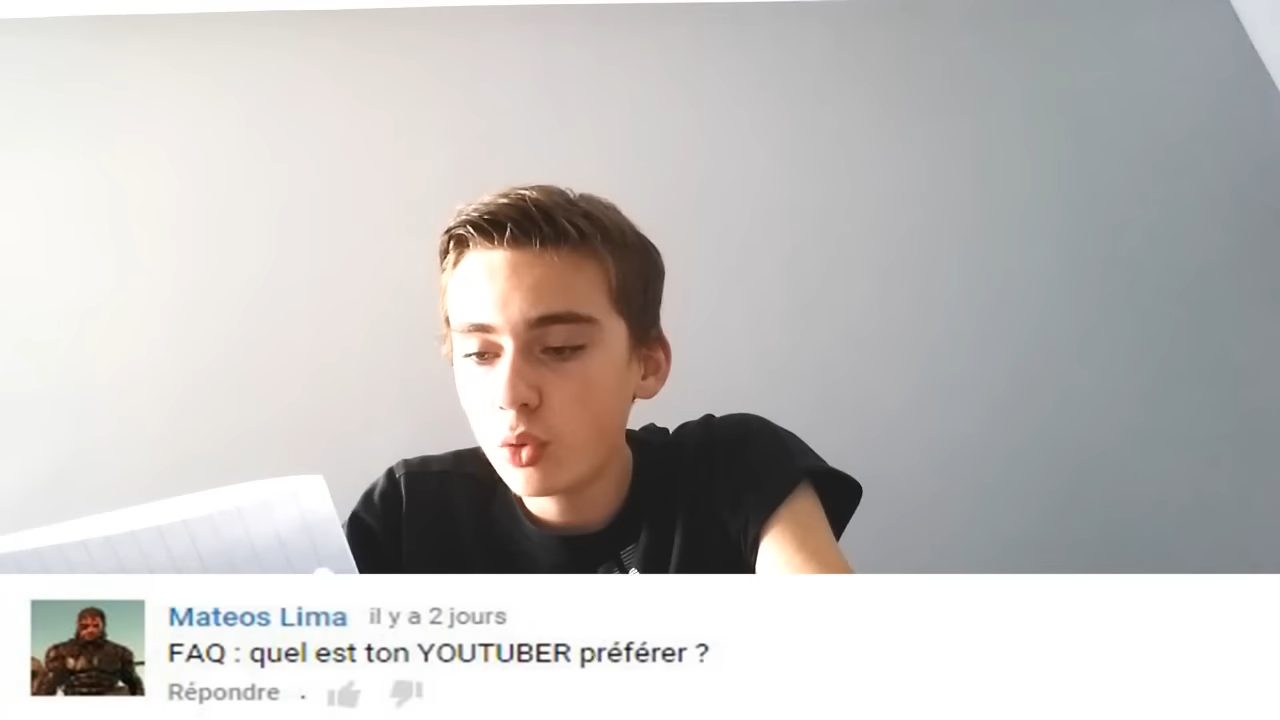 Mateos Lima il y a 2 jours
FAQ : quel est ton YOUTUBER préférer ?
Répondre .